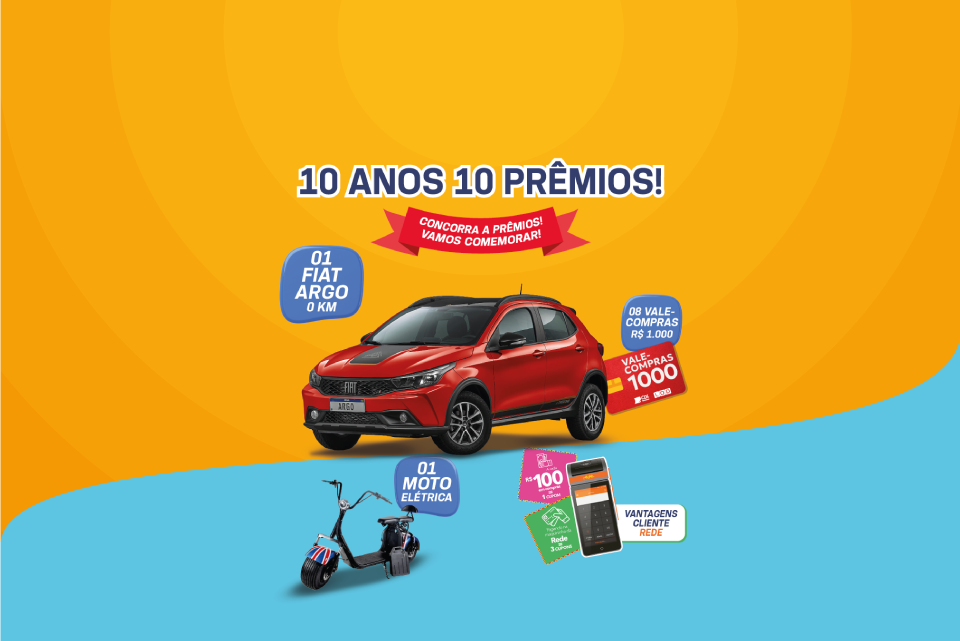 10 ANOS 10 PRÊMIOS!
CONCORRA A PRÊMIOS!
VAMOS COMEMORAR!
01
FIAT
ARGO
0 KM
08 VALE-
COMPRAS
R$ 1.000
VALE-
COMPRAS
1000
FIAT
ARGO
01
MOTO
ELÉTRICA
R$ 100
1 CUPOM
Rede
3 CUPONS
VANTAGENS
CLIENTE
REDE